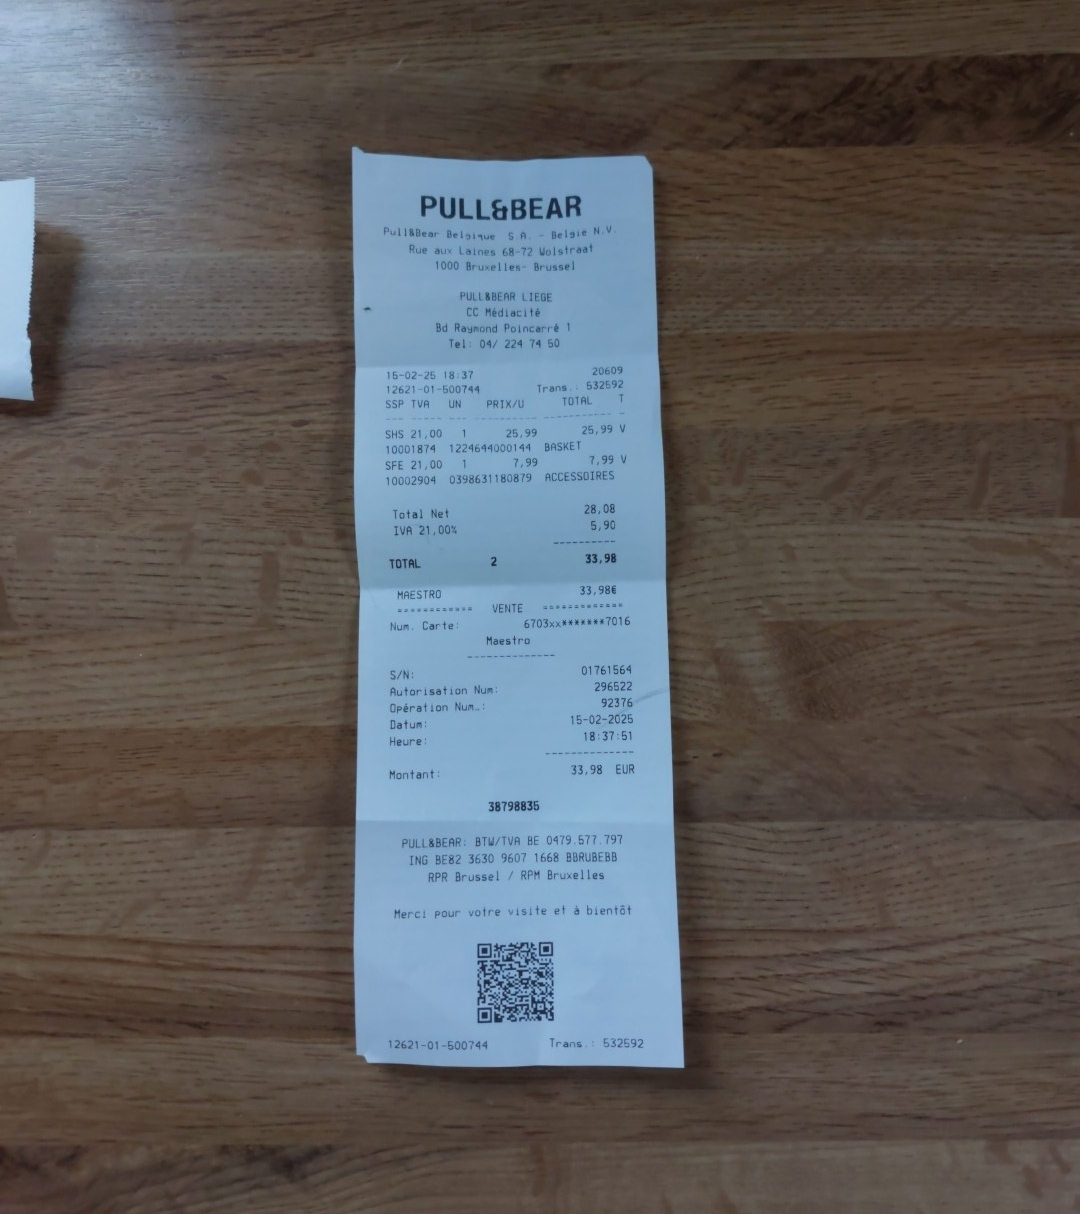 PULL&BEAR
Pull&Bear Belgique S.A. - Belgie N.V.
Rue aux Laines 68-72 Wolstraat
1000 Bruxelles- Brussel
PULL&BEAR LIEGE
CC Médiacité
Bd Raymond Poincarré 1
Tel: 04/ 224 74 50
15-02-25 18:37 20609
12621-01-500744 Trans.: 532592
SSP TVA UN PRIX/U TOTAL T
--- ----- --- ---------- ----------- -
SHS 21,00 1 25,99 25,99 V
10001874 1224644000144 BASKET
SFE 21,00 1 7,99 7,99 V
10002904 0398631180879 ACCESSOIRES
Total Net 28,08
IVA 21,00% 5,90
----------
TOTAL 2 33,98
MAESTRO 33,98€
============ VENTE =============
Num. Carte: 6703xx*******7016
Maestro
--------------
S/N: 01761564
Autorisation Num: 296522
Opération Num.: 92376
Datum: 15-02-2025
Heure: 18:37:51
--------------
Montant: 33,98 EUR
38798835
PULL&BEAR: BTW/TVA BE 0479.577.797
ING BE82 3630 9607 1668 BBRUBEBB
RPR Brussel / RPM Bruxelles
Merci pour votre visite et à bientôt
12621-01-500744 Trans.: 532592